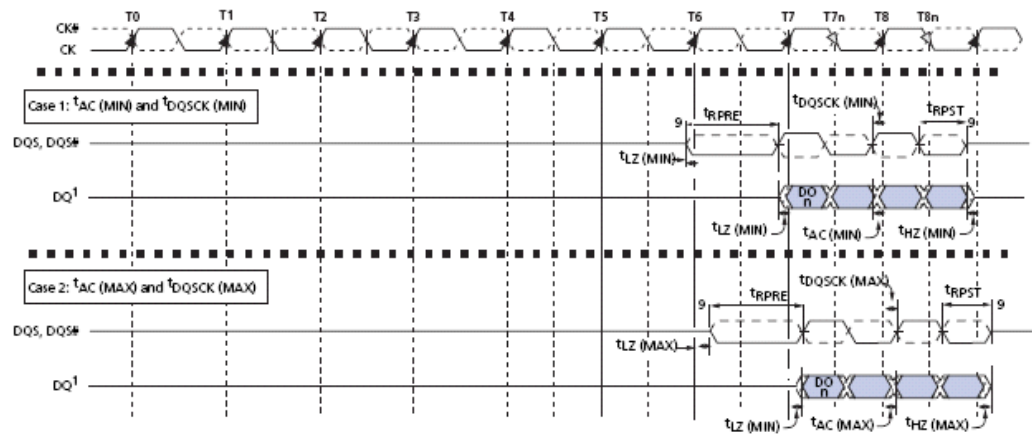 T0 T1 T2 T3 T4 T5 T6 T7 T7n T8 T8n
CK#
CK
Case 1: tAC (MIN) and tDQSCK (MIN)
tRPRE
tDQSCK (MIN)
tRPST
9
9
DQS, DQS#
tLZ (MIN)
DQ1
DO
n
tLZ (MIN)
tAC (MIN)
tHZ (MIN)
Case 2: tAC (MAX) and tDQSCK (MAX)
tDQSCK (MAX)
tRPRE
tRPST
9
9
DQS, DQS#
tLZ (MAX)
DQ1
DO
n
tLZ (MIN)
tAC (MAX)
tHZ (MAX)